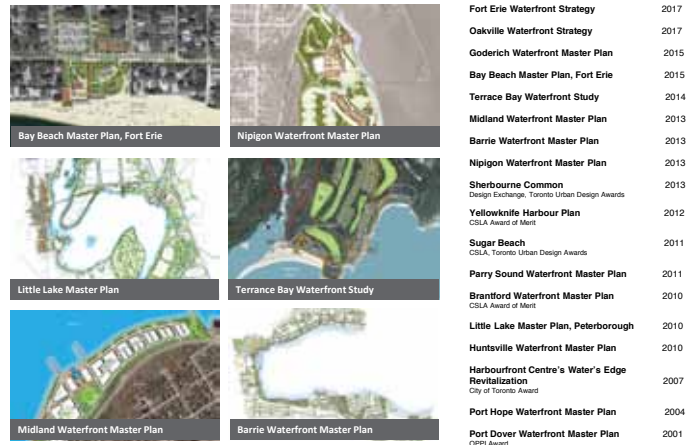 Bay Beach Master Plan, Fort Erie
Nipigon Waterfront Master Plan
Little Lake Master Plan
Terrance Bay Waterfront Study
Midland Waterfront Master Plan
Barrie Waterfront Master Plan
Fort Erie Waterfront Strategy 2017
Oakville Waterfront Strategy 2017
Goderich Waterfront Master Plan 2015
Bay Beach Master Plan, Fort Erie 2015
Terrace Bay Waterfront Study 2014
Midland Waterfront Master Plan 2013
Barrie Waterfront Master Plan 2013
Nipigon Waterfront Master Plan 2013
Sherbourne Common 2013
Design Exchange, Toronto Urban Design Awards
Yellowknife Harbour Plan 2012
CSLA Award of Merit
Sugar Beach 2011
CSLA, Toronto Urban Design Awards
Parry Sound Waterfront Master Plan 2011
Brantford Waterfront Master Plan 2010
CSLA Award of Merit
Little Lake Master Plan, Peterborough 2010
Huntsville Waterfront Master Plan 2010
Harbourfront Centre's Water's Edge
Revitalization 2007
City of Toronto Award
Port Hope Waterfront Master Plan 2004
Port Dover Waterfront Master Plan 2001
OPPI Award